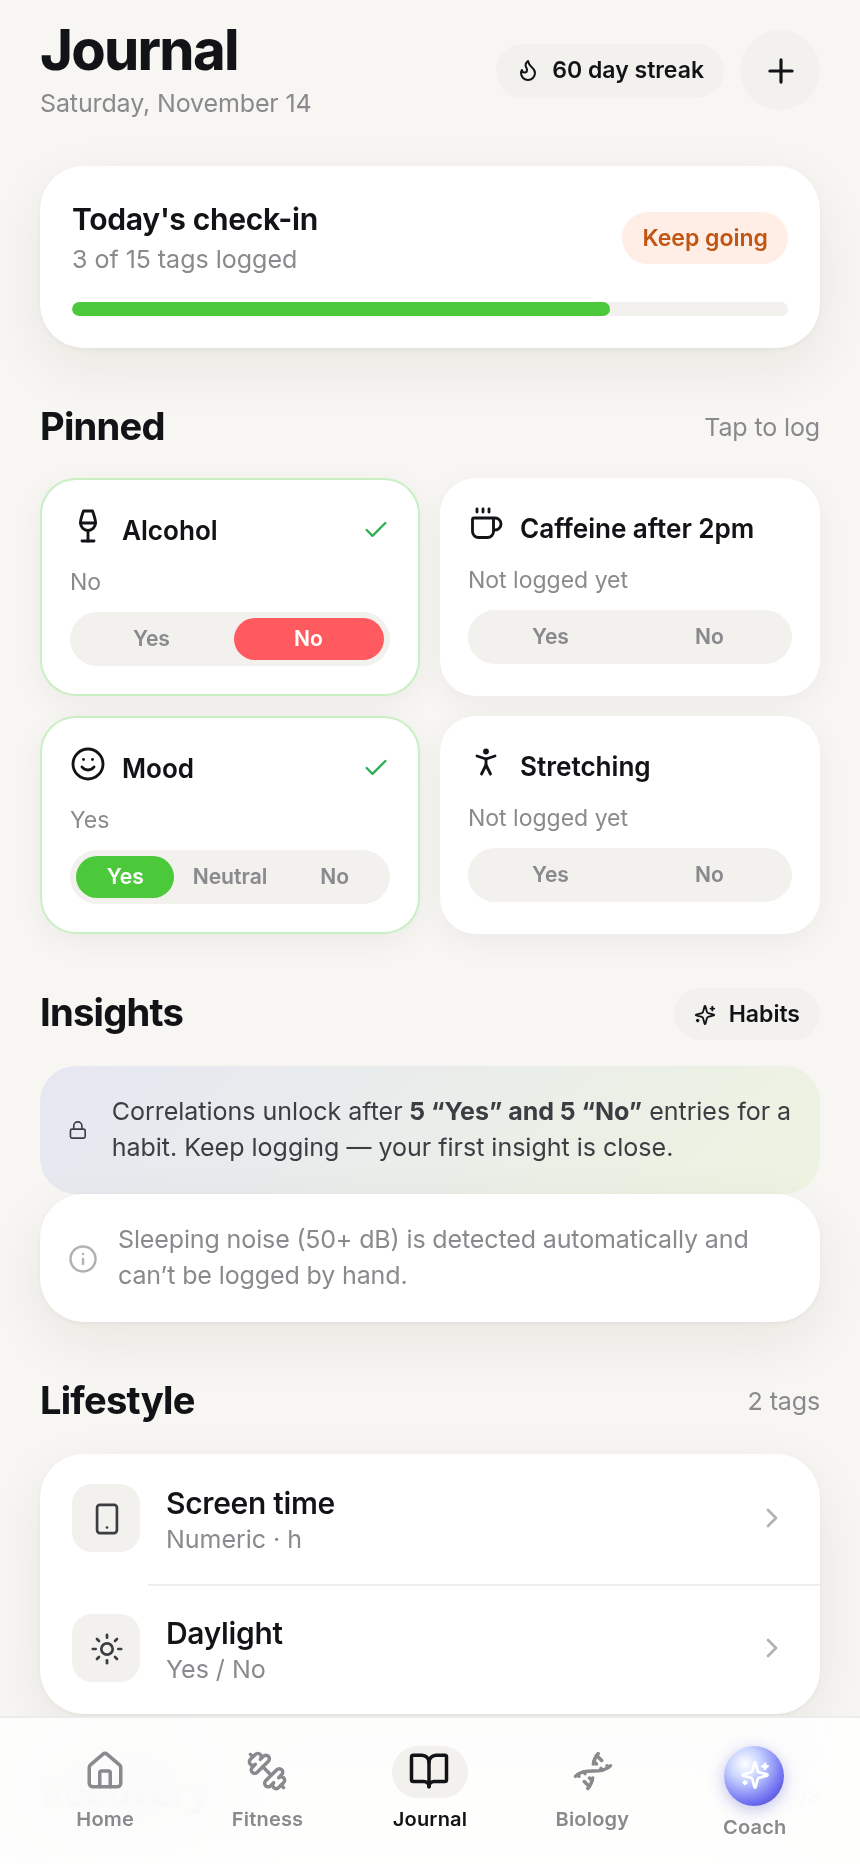 Journal
Saturday, November 14
60 day streak
Today's check-in
3 of 15 tags logged
Keep going
Pinned
Tap to log
Alcohol
No
Yes
No
Caffeine after 2pm
Not logged yet
Yes
No
Mood
Yes
Yes
Neutral
No
Stretching
Not logged yet
Yes
No
Insights
Habits
Correlations unlock after 5 “Yes” and 5 “No” entries for a
habit. Keep logging — your first insight is close.
Sleeping noise (50+ dB) is detected automatically and
can’t be logged by hand.
Lifestyle
2 tags
Screen time
Numeric · h
Daylight
Yes / No
Home
Fitness
Journal
Biology
Coach